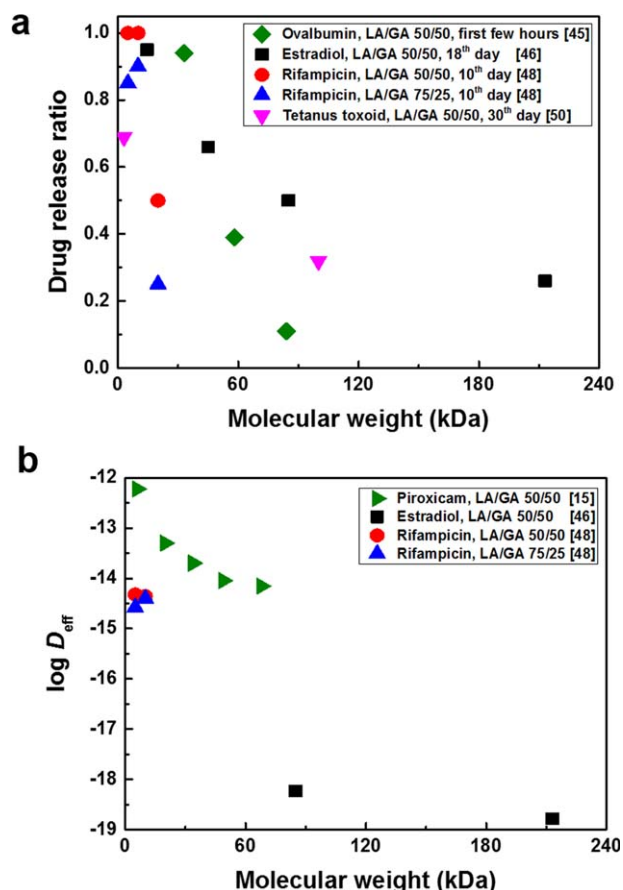 a
Ovalbumin, LA/GA 50/50, first few hours [45]
Estradiol, LA/GA 50/50, 18th day [46]
Rifampicin, LA/GA 50/50, 10th day [48]
Rifampicin, LA/GA 75/25, 10th day [48]
Tetanus toxoid, LA/GA 50/50, 30th day [50]
Drug release ratio
1.0
0.8
0.6
0.4
0.2
0.0
0 60 120 180 240
Molecular weight (kDa)
b
Piroxicam, LA/GA 50/50 [15]
Estradiol, LA/GA 50/50 [46]
Rifampicin, LA/GA 50/50 [48]
Rifampicin, LA/GA 75/25 [48]
log Deff
-12
-13
-14
-15
-16
-17
-18
-19
0 60 120 180 240
Molecular weight (kDa)